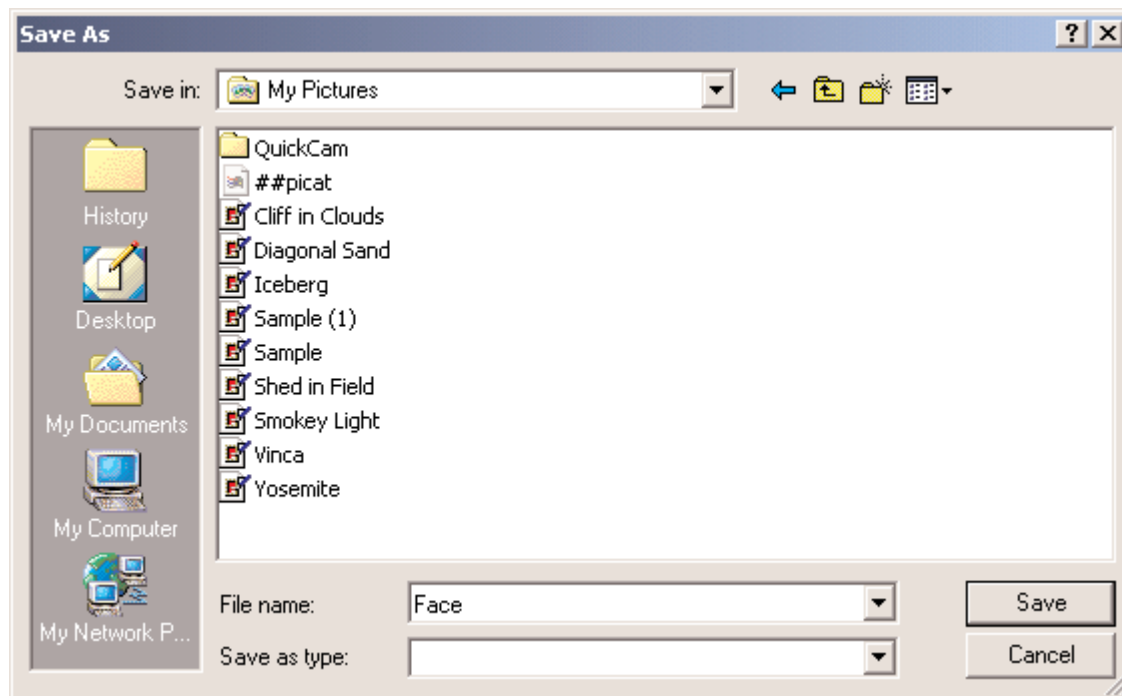 Save As
Save in: My Pictures
History
Desktop
My Documents
My Computer
My Network P...
QuickCam
##picat
Cliff in Clouds
Diagonal Sand
Iceberg
Sample (1)
Sample
Shed in Field
Smokey Light
Vinca
Yosemite
File name: Face Save
Save as type: Cancel